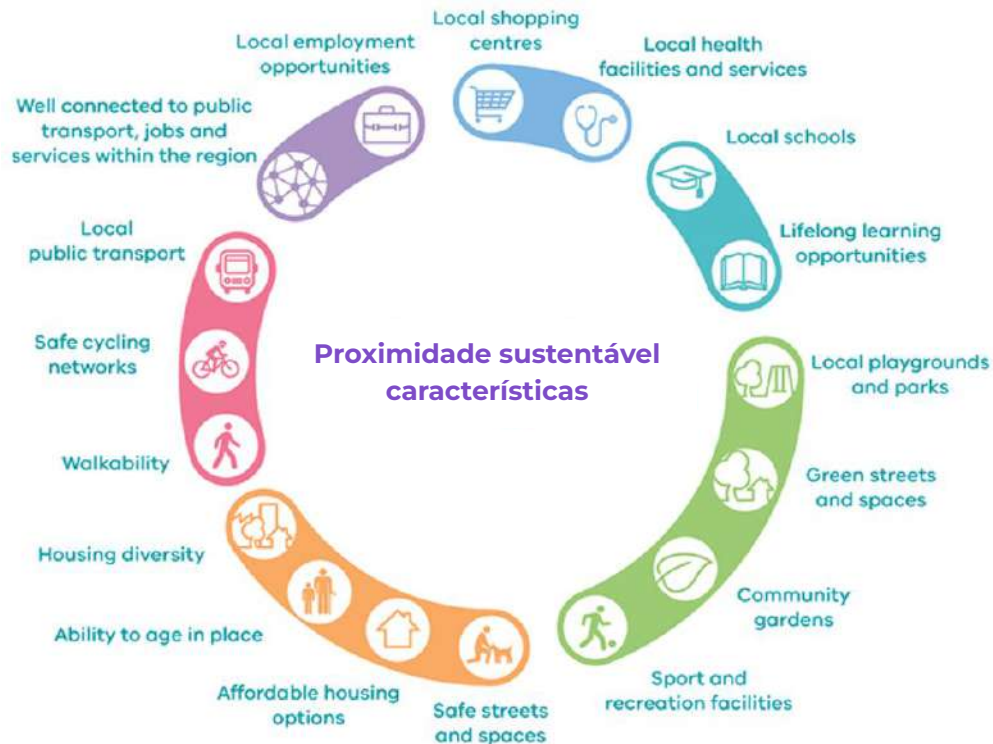 Local shopping
centres
Local health
facilities and services
Local schools
Lifelong learning
opportunities
Local playgrounds
and parks
Green streets
and spaces
Community
gardens
Sport and
recreation facilities
Safe streets
and spaces
Affordable housing
options
Ability to age in place
Housing diversity
Walkability
Safe cycling
networks
Local
public transport
Well connected to public
transport, jobs and
services within the region
Local employment
opportunities
Proximidade sustentável
características